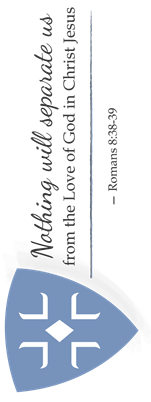 Nothing will separate us
from the Love of God in Christ Jesus
— Romans 8:38-39